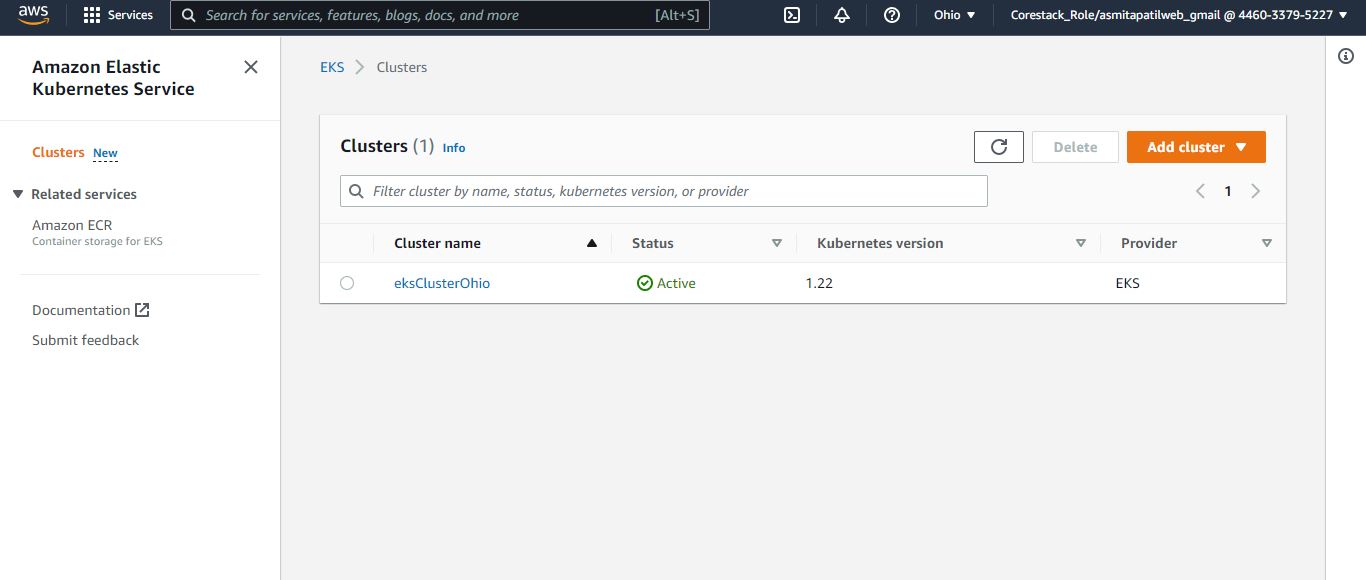 aws
Services
Search for services, features, blogs, docs, and more
[Alt+S]
Ohio
Corestack_Role/asmitapatilweb_gmail @ 4460-3379-5227
Amazon Elastic
Kubernetes Service
Clusters New
Related services
Amazon ECR
Container storage for EKS
Documentation
Submit feedback
EKS
Clusters
Clusters (1) Info
Delete
Add cluster
Filter cluster by name, status, kubernetes version, or provider
1
Cluster name Status Kubernetes version Provider
eksClusterOhio Active 1.22 EKS